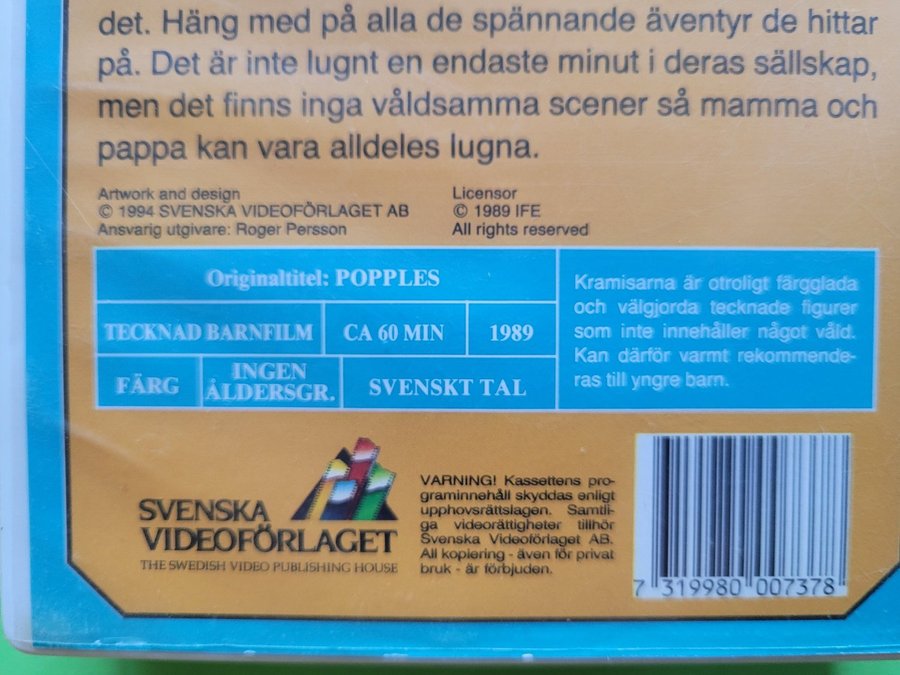 det. Häng med på alla de spännande äventyr de hittar
på. Det är inte lugnt en endaste minut i deras sällskap,
men det finns inga våldsamma scener så mamma och
pappa kan vara alldeles lugna.
Artwork and design
© 1994 SVENSKA VIDEOFÖRLAGET AB
Ansvarig utgivare: Roger Persson
Licensor
© 1989 IFE
All rights reserved
Originaltitel: POPPLES
TECKNAD BARNFILM
CA 60 MIN
1989
FÄRG
INGEN
ÅLDERSGR.
SVENSKT TAL
Kramisarna är otroligt färgglada
och välgjorda tecknade figurer
som inte innehåller något våld.
Kan därför varmt rekommende-
ras till yngre barn.
SVENSKA
VIDEOFÖRLAGET
THE SWEDISH VIDEO PUBLISHING HOUSE
VARNING! Kassettens pro-
graminnehåll skyddas enligt
upphovsrättslagen. Samtli-
ga videorättigheter tillhör
Svenska Videoförlaget AB.
All kopiering - även för privat
bruk - är förbjuden.
7 319980 007378